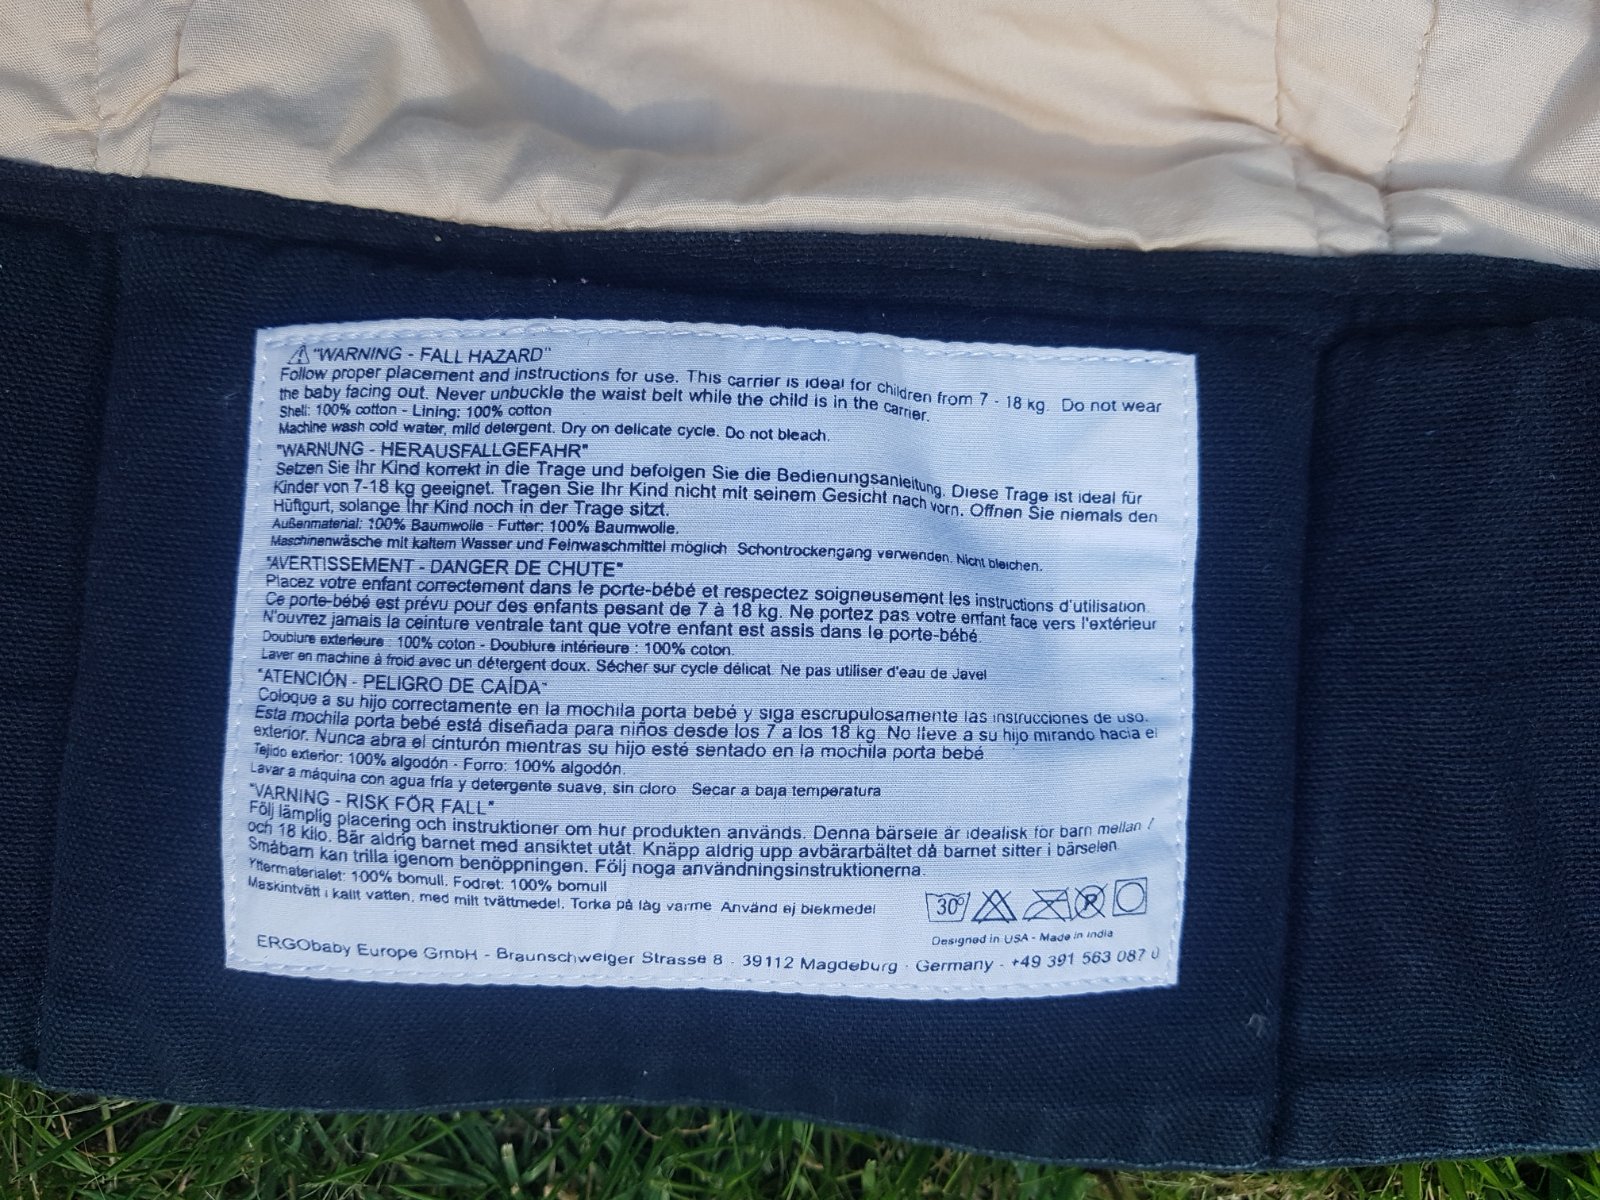 "WARNING - FALL HAZARD"
Follow proper placement and instructions for use. This carrier is ideal for children from 7 - 18 kg. Do not wear
the baby facing out. Never unbuckle the waist belt while the child is in the carrier.
Shell: 100% cotton - Lining: 100% cotton
Machine wash cold water, mild detergent. Dry on delicate cycle. Do not bleach.
"WARNUNG - HERAUSFALLGEFAHR"
Setzen Sie Ihr Kind korrekt in die Trage und befolgen Sie die Bedienungsanleitung. Diese Trage ist ideal für
Kinder von 7-18 kg geeignet. Tragen Sie Ihr Kind nicht mit seinem Gesicht nach vorn. Öffnen Sie niemals den
Hüftgurt, solange Ihr Kind noch in der Trage sitzt.
Außenmaterial: 100% Baumwolle - Futter: 100% Baumwolle.
Maschinenwäsche mit kaltem Wasser und Feinwaschmittel möglich Schontrockengang verwenden. Nicht bleichen.
"AVERTISSEMENT - DANGER DE CHUTE"
Placez votre enfant correctement dans le porte-bébé et respectez soigneusement les instructions d'utilisation.
Ce porte-bébé est prévu pour des enfants pesant de 7 à 18 kg. Ne portez pas votre enfant face vers l'extérieur
N'ouvrez jamais la ceinture ventrale tant que votre enfant est assis dans le porte-bébé.
Doublure exterieure : 100% coton - Doublure intérieure : 100% coton.
Laver en machine à froid avec un détergent doux. Sécher sur cycle délicat. Ne pas utiliser d'eau de Javel
"ATENCIÓN - PELIGRO DE CAÍDA"
Coloque a su hijo correctamente en la mochila porta bebé y siga escrupulosamente las instrucciones de uso.
Esta mochila porta bebé está diseñada para niños desde los 7 a los 18 kg. No lleve a su hijo mirando hacia el
exterior. Nunca abra el cinturón mientras su hijo esté sentado en la mochila porta bebé
Tejido exterior: 100% algodón - Forro: 100% algodón.
Lavar a máquina con agua fría y detergente suave, sin cloro Secar a baja temperatura
"VARNING - RISK FÖR FALL"
Följ lämplig placering och instruktioner om hur produkten används. Denna bärsele är idealisk för barn mellan 7
och 18 kilo. Bär aldrig barnet med ansiktet utåt. Knäpp aldrig upp avbärarbältet då barnet sitter i bärselen.
Småbarn kan trilla igenom benöppningen. Följ noga användningsinstruktionerna.
Yttermaterialet: 100% bomull. Fodret: 100% bomull
Maskintvätt i kallt vatten, med milt tvättmedel. Torka på låg värme Använd ej blekmedel
30° P
Designed in USA - Made in India
ERGObaby Europe GmbH - Braunschweiger Strasse 8 - 39112 Magdeburg - Germany - +49 391 563 087 0